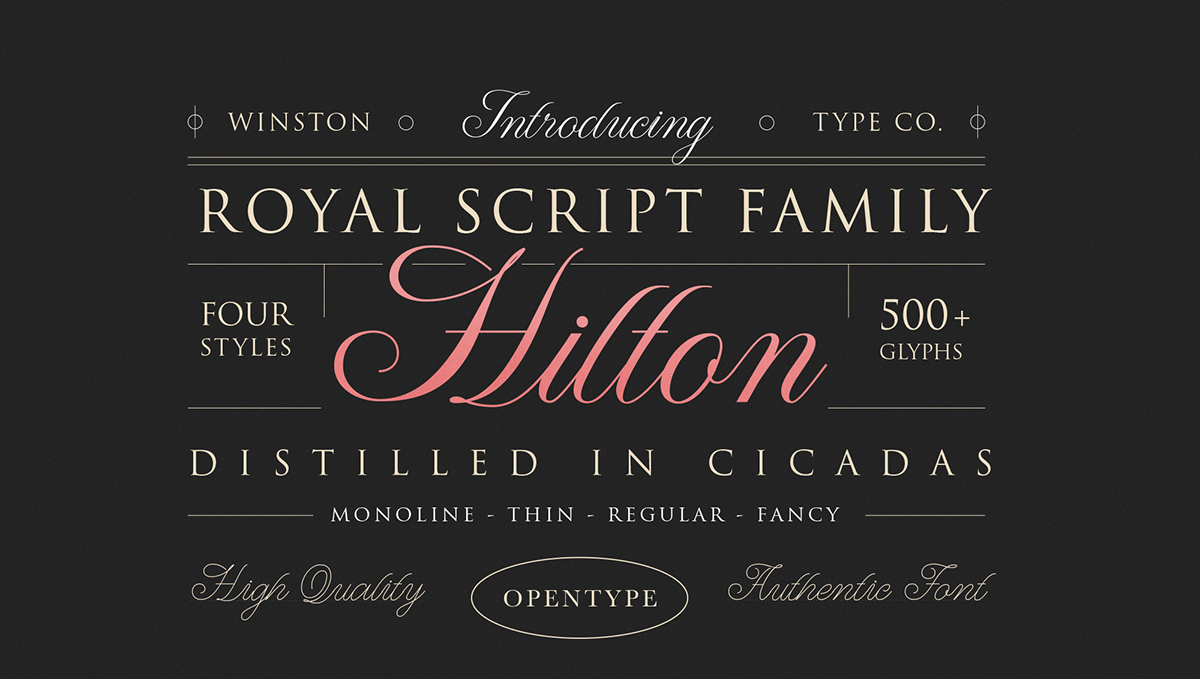 WINSTON Introducing TYPE CO.
ROYAL SCRIPT FAMILY
FOUR
STYLES
Hilton
500+
GLYPHS
DISTILLED IN CICADAS
MONOLINE - THIN - REGULAR - FANCY
High Quality OPENTYPE Authentic Font